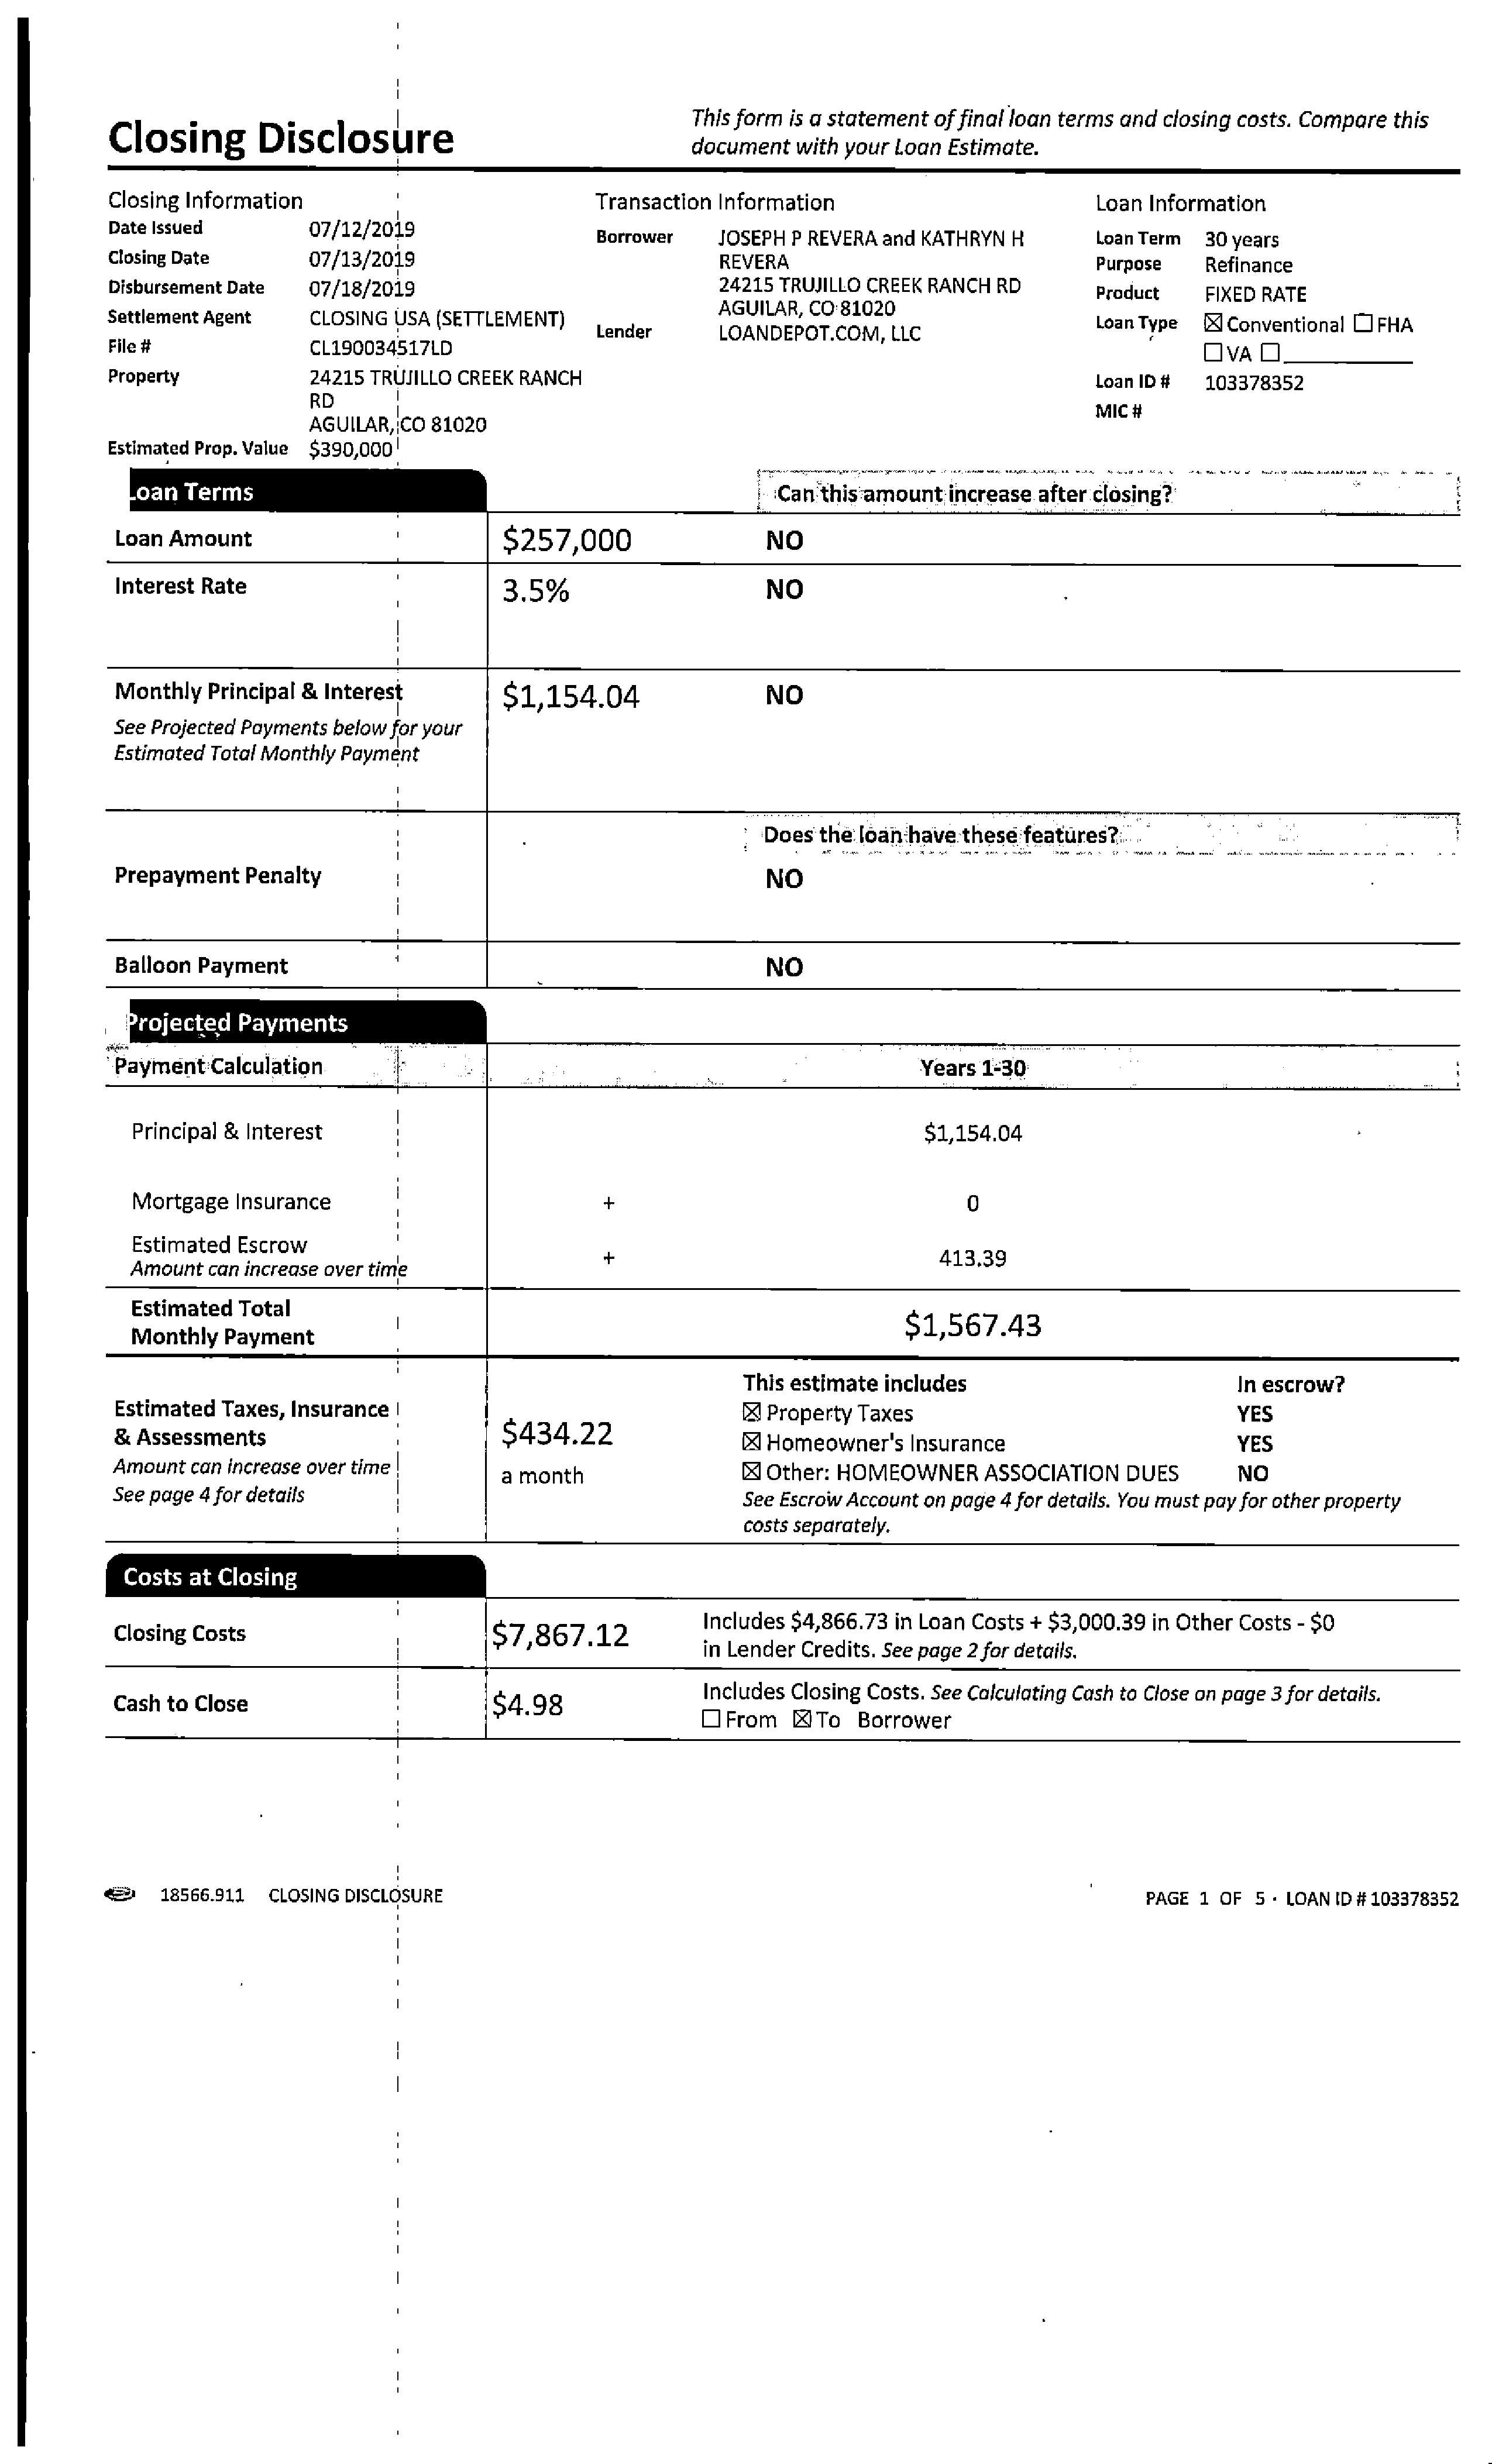 Closing Disclosure
This form is a statement of final loan terms and closing costs. Compare this
document with your Loan Estimate.
Closing Information
Date Issued 07/12/2019
Closing Date 07/13/2019
Disbursement Date 07/18/2019
Settlement Agent CLOSING USA (SETTLEMENT)
File # CL190034517LD
Property 24215 TRUJILLO CREEK RANCH
RD
AGUILAR, CO 81020
Estimated Prop. Value $390,000
Transaction Information
Borrower JOSEPH P REVERA and KATHRYN H
REVERA
24215 TRUJILLO CREEK RANCH RD
AGUILAR, CO 81020
Lender LOANDEPOT.COM, LLC
Loan Information
Loan Term 30 years
Purpose Refinance
Product FIXED RATE
Loan Type ☒ Conventional ☐ FHA
☐ VA ☐
Loan ID # 103378352
MIC #
Loan Terms Can this amount increase after closing?
Loan Amount $257,000 NO
Interest Rate 3.5% NO
Monthly Principal & Interest $1,154.04 NO
See Projected Payments below for your
Estimated Total Monthly Payment
Does the loan have these features?
Prepayment Penalty NO
Balloon Payment NO
Projected Payments
Payment Calculation Years 1-30
Principal & Interest $1,154.04
Mortgage Insurance + 0
Estimated Escrow
Amount can increase over time + 413.39
Estimated Total
Monthly Payment $1,567.43
Estimated Taxes, Insurance
& Assessments
Amount can increase over time
See page 4 for details
$434.22
a month
This estimate includes In escrow?
☒ Property Taxes YES
☒ Homeowner's Insurance YES
☒ Other: HOMEOWNER ASSOCIATION DUES NO
See Escrow Account on page 4 for details. You must pay for other property
costs separately.
Costs at Closing
Closing Costs $7,867.12 Includes $4,866.73 in Loan Costs + $3,000.39 in Other Costs - $0
in Lender Credits. See page 2 for details.
Cash to Close $4.98 Includes Closing Costs. See Calculating Cash to Close on page 3 for details.
☐ From ☒ To Borrower
18566.911 CLOSING DISCLOSURE PAGE 1 OF 5 · LOAN ID # 103378352